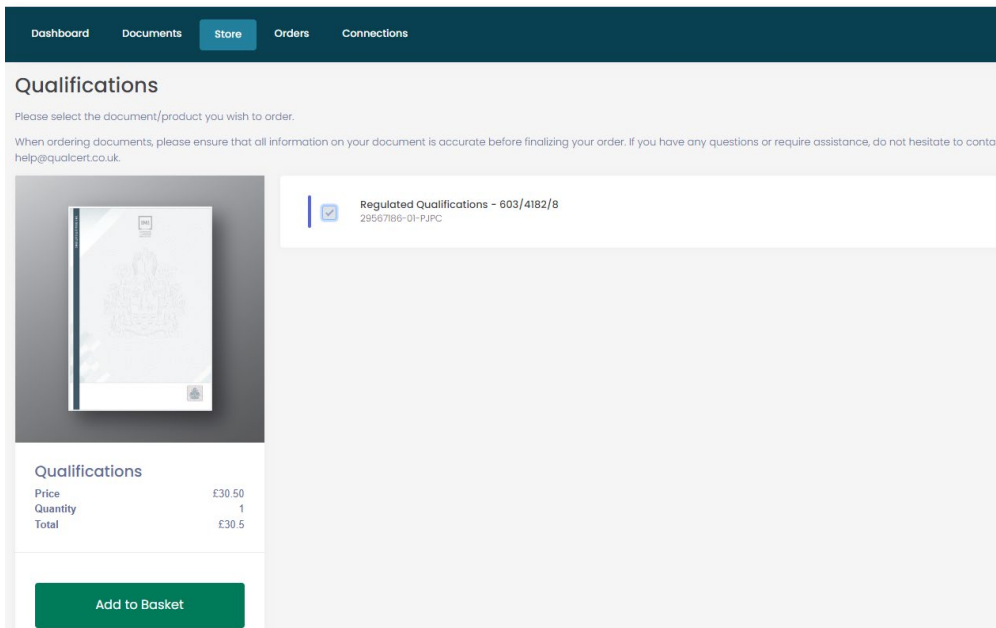 Dashboard Documents Store Orders Connections
Qualifications
Please select the document/product you wish to order.
When ordering documents, please ensure that all information on your document is accurate before finalizing your order. If you have any questions or require assistance, do not hesitate to conta
help@qualcert.co.uk.
Regulated Qualifications - 603/4182/8
29567186-01-PJPC
Qualifications
Price £30.50
Quantity 1
Total £30.5
Add to Basket